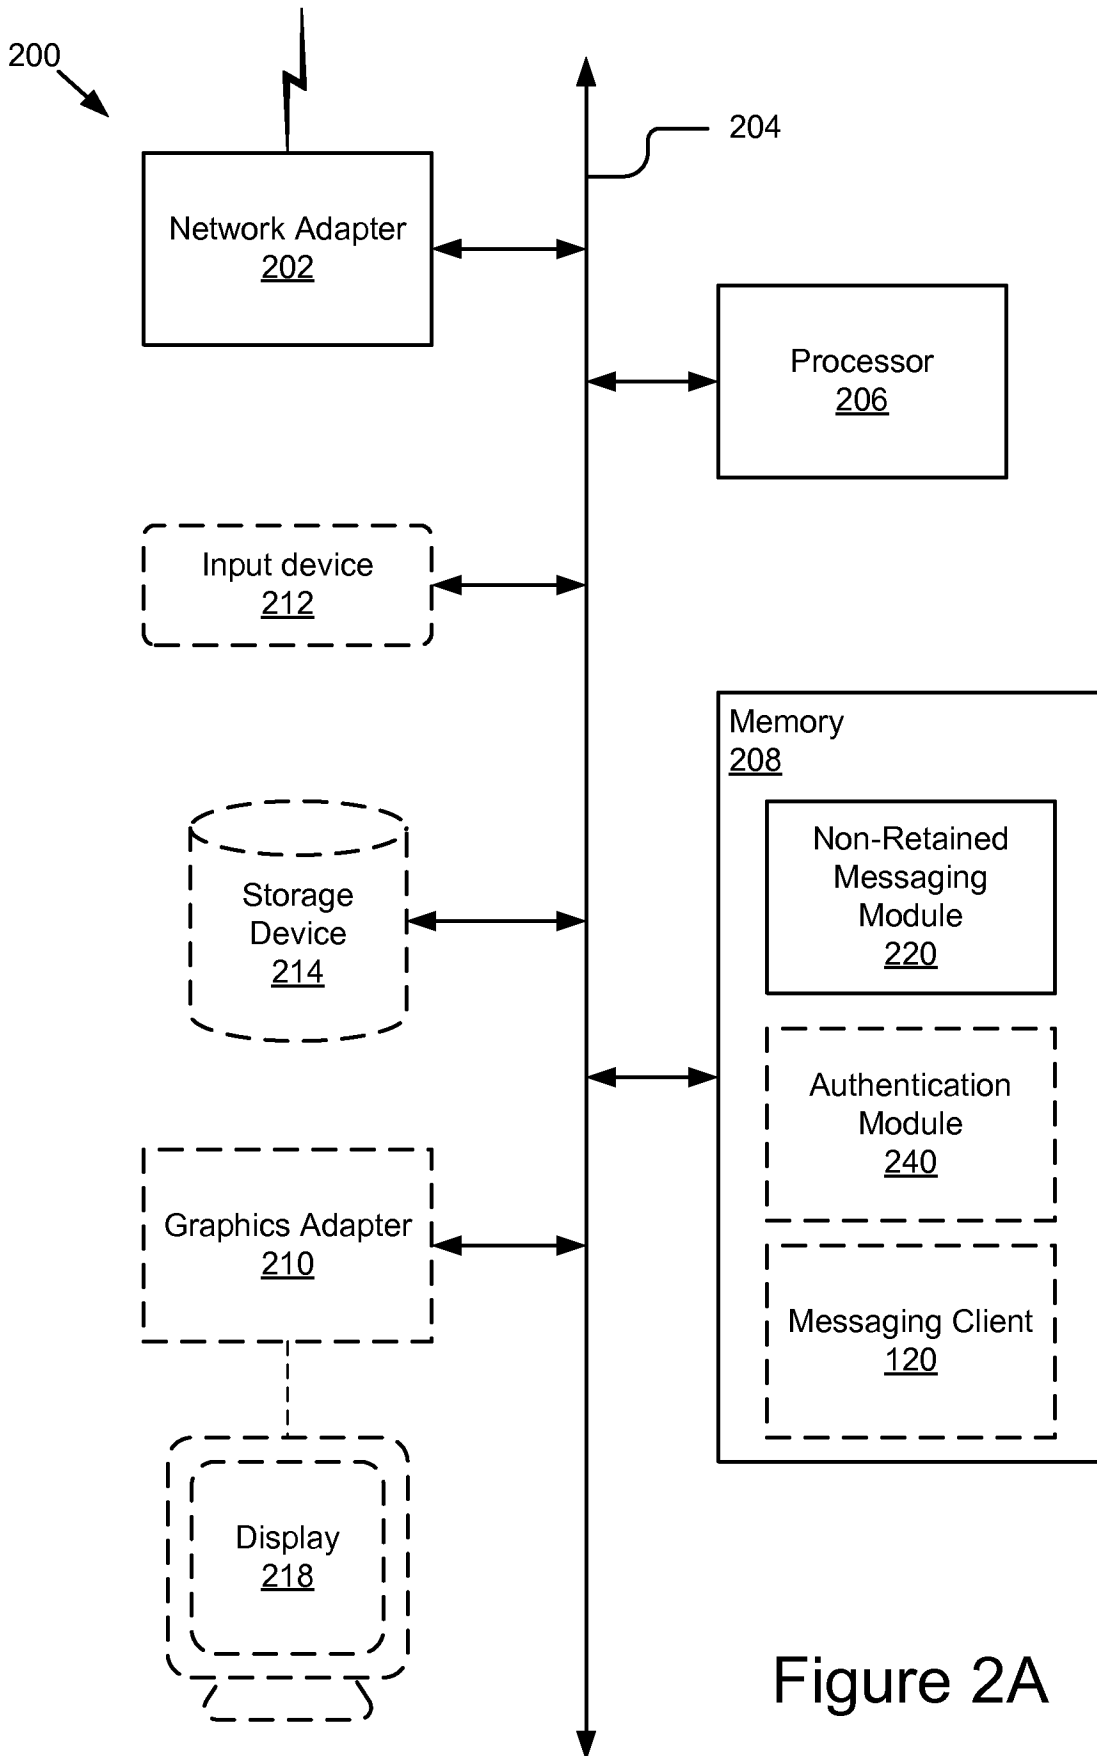 200
204
Network Adapter
202
Processor
206
Input device
212
Memory
208
Non-Retained
Messaging
Module
220
Storage
Device
214
Authentication
Module
240
Graphics Adapter
210
Messaging Client
120
Display
218
Figure 2A